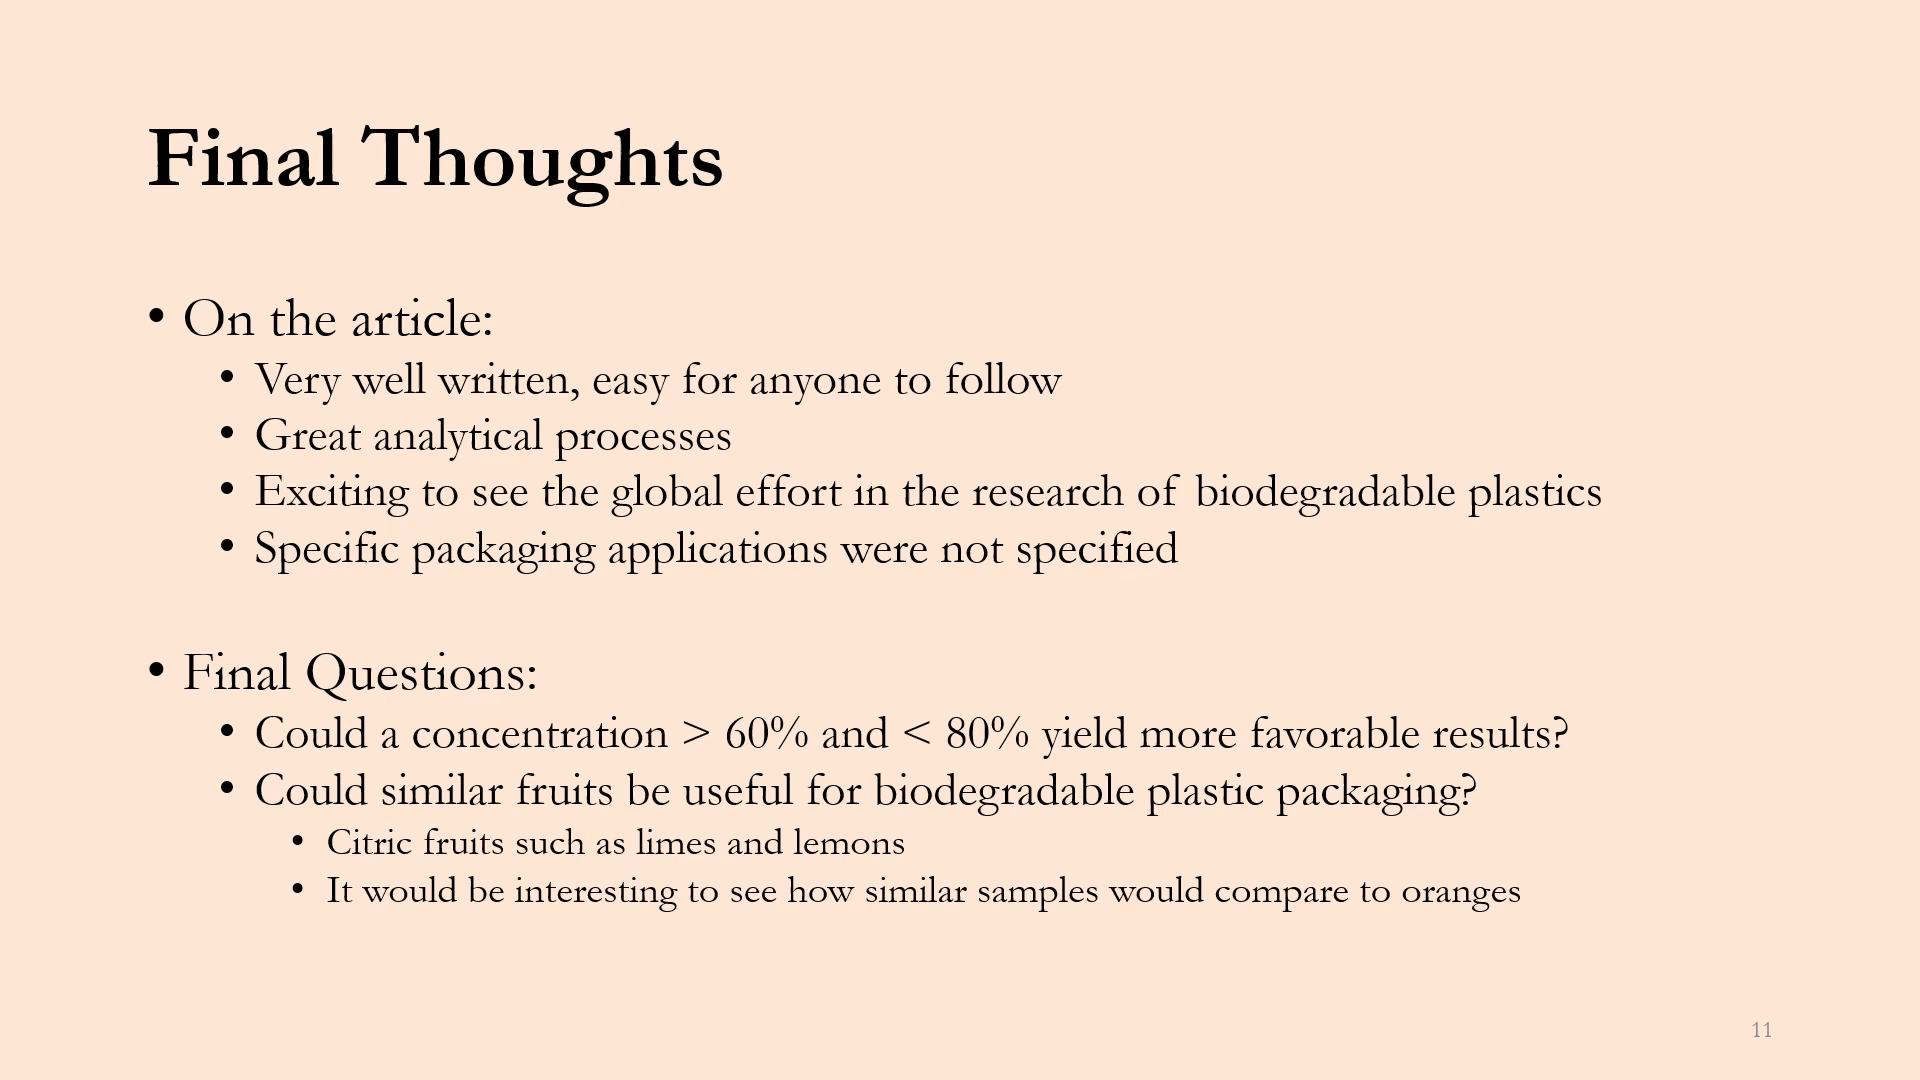 Final Thoughts
• On the article:
• Very well written, easy for anyone to follow
• Great analytical processes
• Exciting to see the global effort in the research of biodegradable plastics
• Specific packaging applications were not specified
• Final Questions:
• Could a concentration > 60% and < 80% yield more favorable results?
• Could similar fruits be useful for biodegradable plastic packaging?
• Citric fruits such as limes and lemons
• It would be interesting to see how similar samples would compare to oranges
11